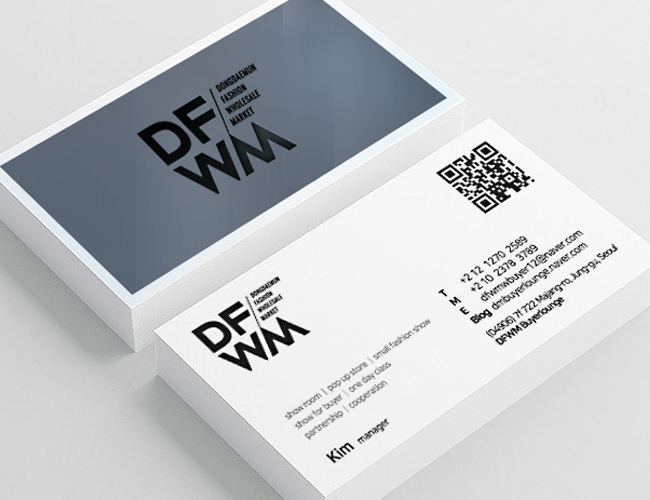 DF
WM
DONGDAEMUN
FASHION
WHOLESALE
MARKET
DF
WM
DONGDAEMUN
FASHION
WHOLESALE
MARKET
show room | pop up store | small fashion show
show for buyer | one day class
partnership | cooperation
Kim manager
T +2 12 1270 2589
M +2 10 2378 3789
E dfwmwbuyer12@naver.com
Blog dmbuyerlounge.naver.com
(04906) 7f 722 Majang-ro, Jung-gu, Seoul
DFWM Buyerlounge